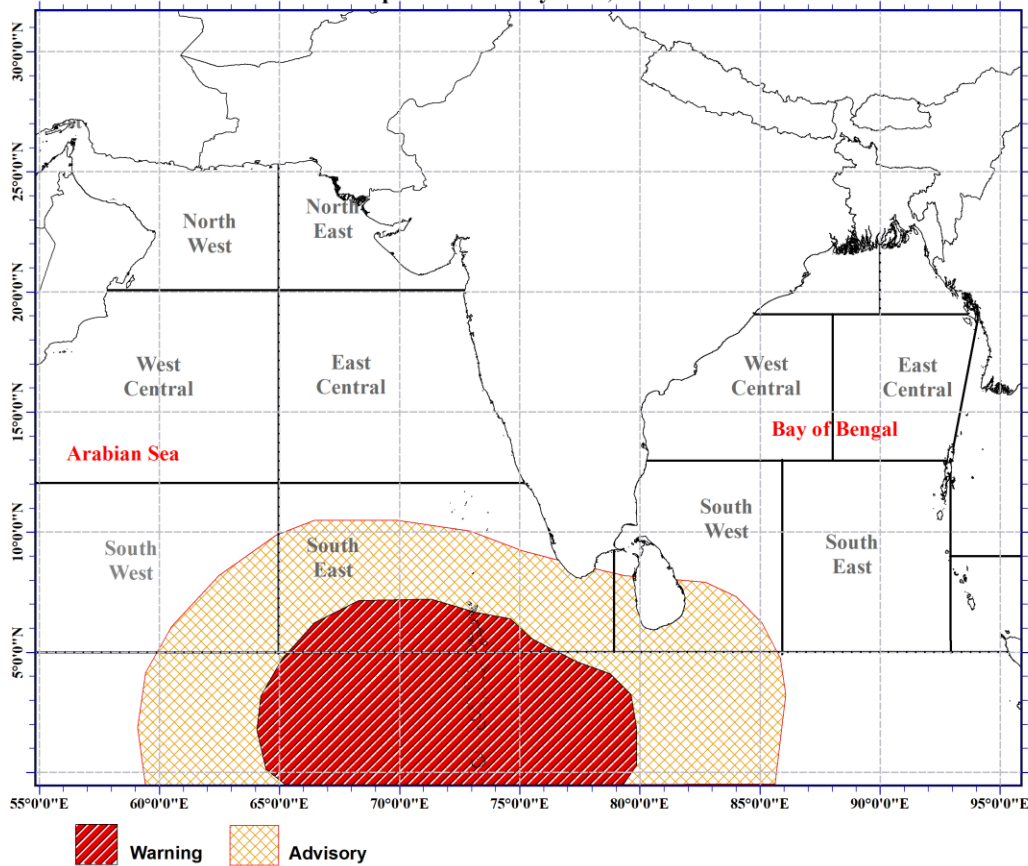 30°0'0"N
25°0'0"N
20°0'0"N
15°0'0"N
10°0'0"N
5°0'0"N
North
West
North
East
West
Central
East
Central
West
Central
East
Central
Arabian Sea
Bay of Bengal
South
West
South
East
South
West
South
East
55°0'0"E
60°0'0"E
65°0'0"E
70°0'0"E
75°0'0"E
80°0'0"E
85°0'0"E
90°0'0"E
95°0'0"E
Warning
Advisory